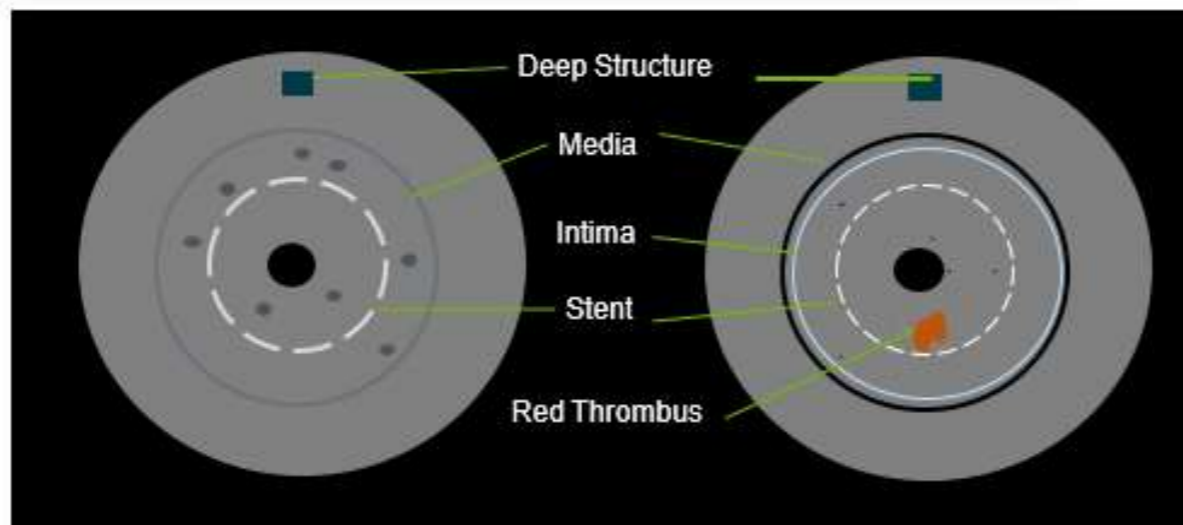 Deep Structure
Media
Intima
Stent
Red Thrombus